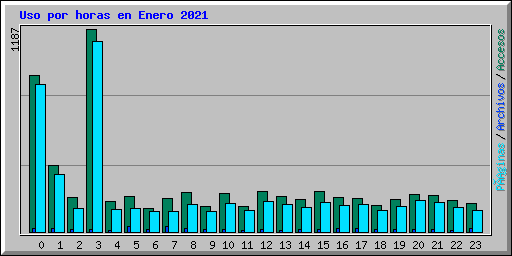 Uso por horas en Enero 2021
1187
Páginas / Archivos / Accesos
0 1 2 3 4 5 6 7 8 9 10 11 12 13 14 15 16 17 18 19 20 21 22 23